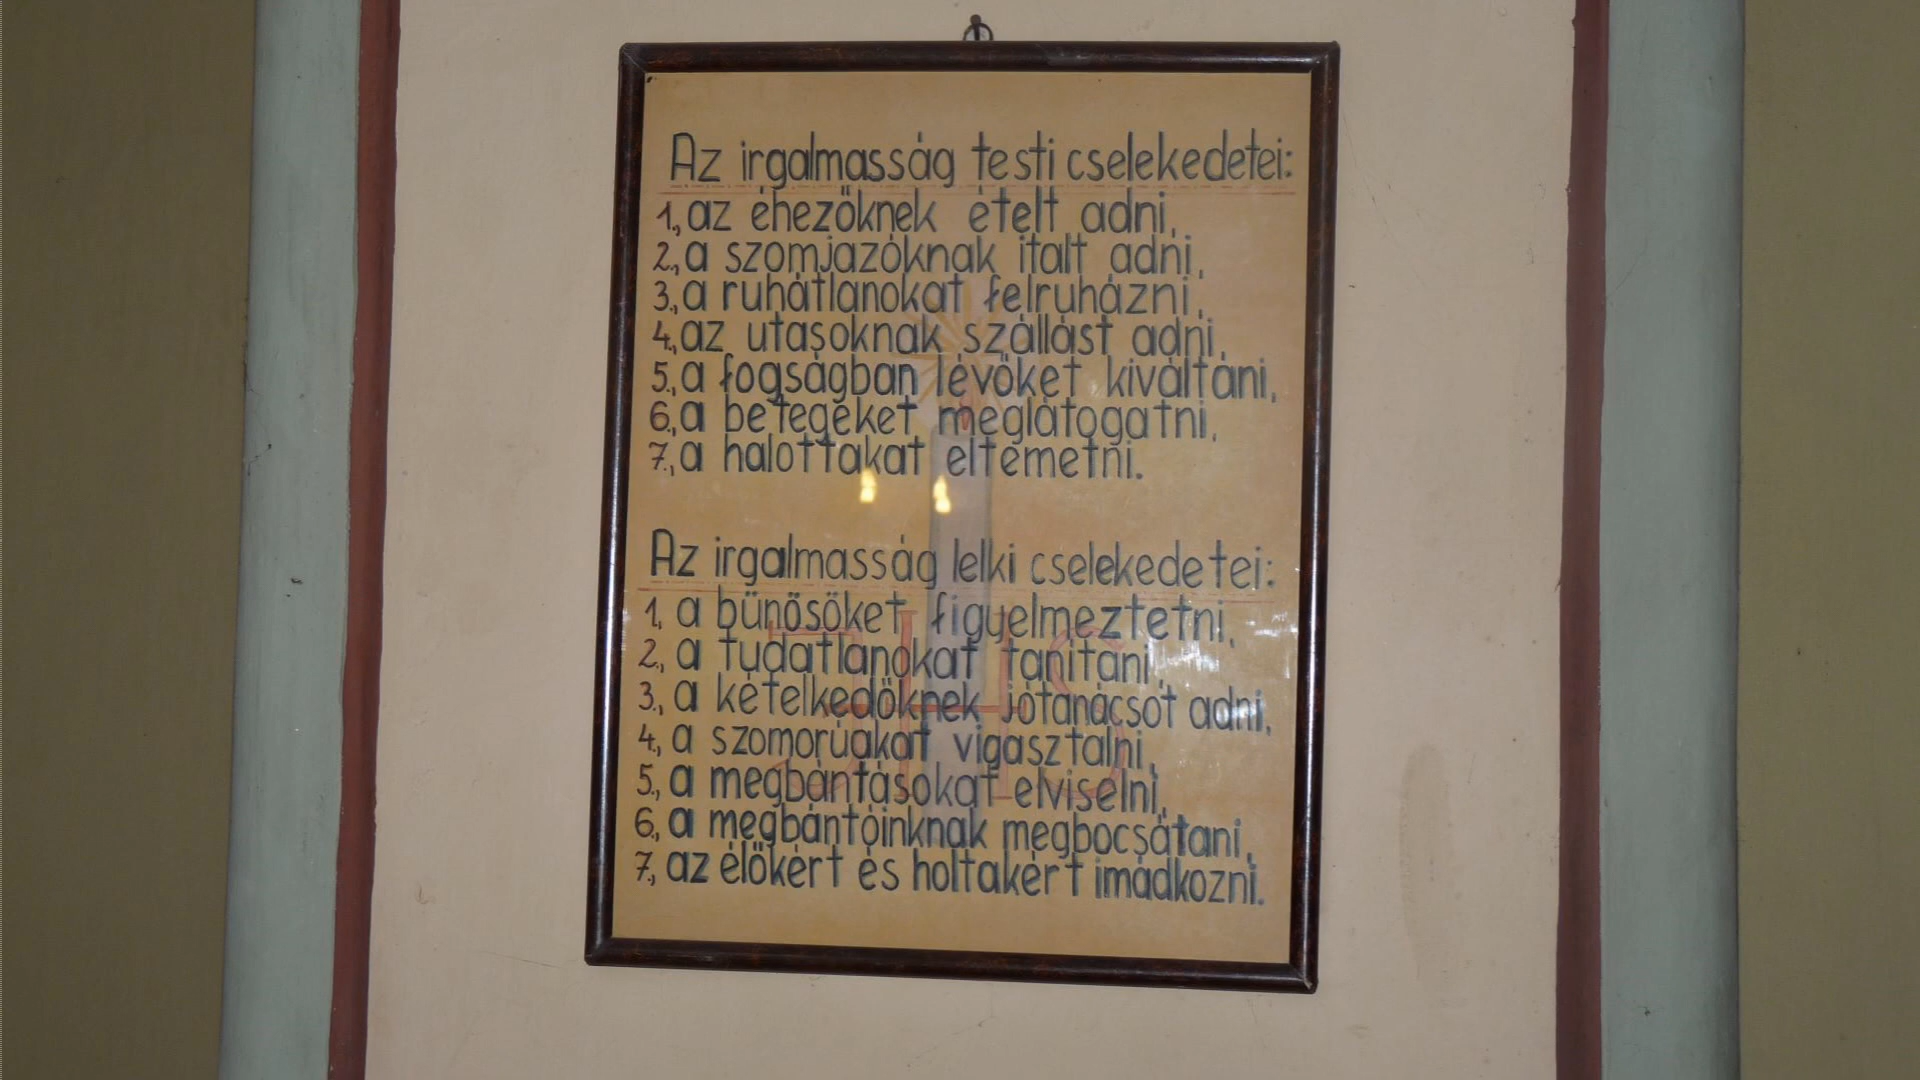 Az irgalmasság testi cselekedetei:
1., az éhezőknek ételt adni,
2., a szomjazóknak italt adni,
3., a ruhátlanokat felruházni,
4., az utasoknak szállást adni,
5., a fogságban lévőket kiváltani,
6., a betegeket meglátogatni,
7., a halottakat eltemetni.
Az irgalmasság lelki cselekedetei:
1, a bűnösöket figyelmeztetni,
2., a tudatlanokat tanítani,
3., a kételkedőknek jótanácsot adni,
4., a szomorúakat vigasztalni,
5., a megbántásokat elviselni,
6., a megbántóinknak megbocsátani,
7., az élőkért és holtakért imádkozni.
JHS